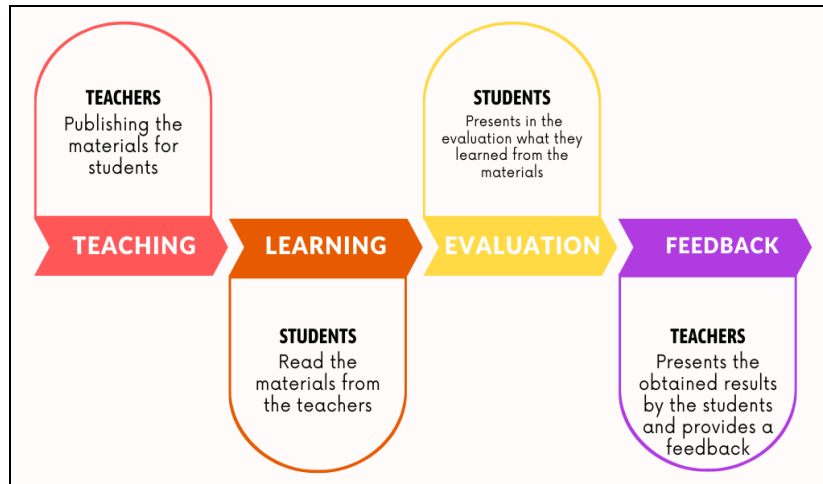 TEACHERS
Publishing the
materials for
students
TEACHING
LEARNING
STUDENTS
Read the
materials from
the teachers
STUDENTS
Presents in the
evaluation what they
learned from the
materials
EVALUATION
FEEDBACK
TEACHERS
Presents the
obtained results
by the students
and provides a
feedback